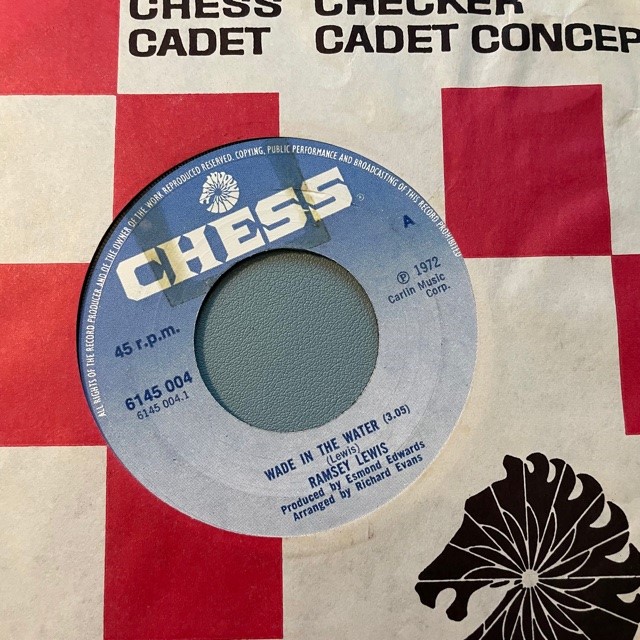 CHESS CHECKER
CADET CADET CONCEP
ALL RIGHTS OF THE RECORD PRODUCER AND OF THE OWNER OF THE WORK REPRODUCED RESERVED. COPYING, PUBLIC PERFORMANCE AND BROADCASTING OF THIS RECORD PROHIBITED
CHESS
A
℗ 1972
Carlin Music
Corp.
45 r.p.m.
6145 004
6145 004.1
WADE IN THE WATER (3.05)
(Lewis)
RAMSEY LEWIS
Produced by Esmond Edwards
Arranged by Richard Evans